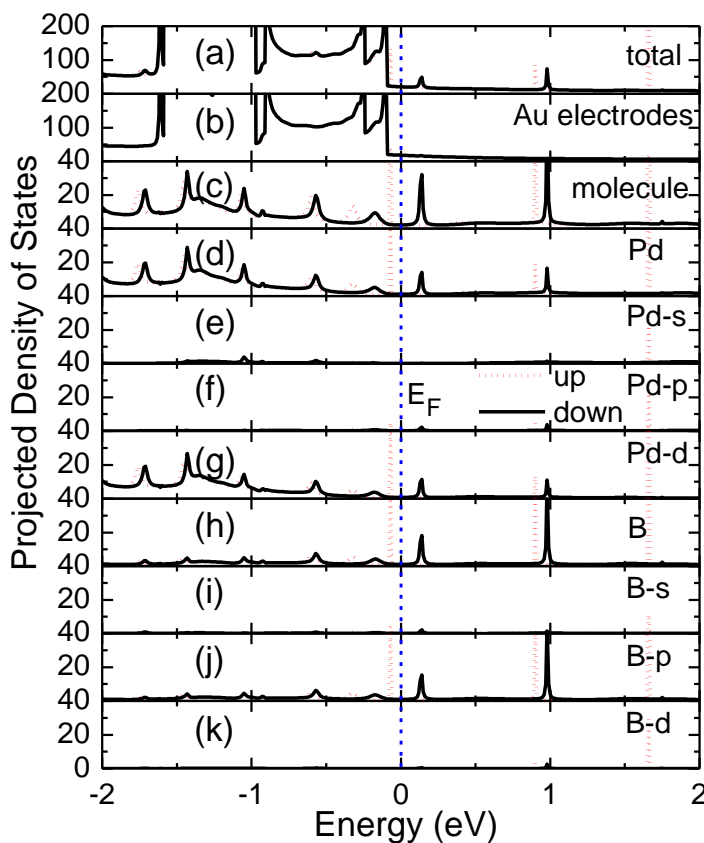 Projected Density of States
200
100
(a)
total
200
100
(b)
Au electrodes
40
20
(c)
molecule
40
20
(d)
Pd
40
20
(e)
Pd-s
40
20
(f)
E_F
up
down
Pd-p
40
20
(g)
Pd-d
40
20
(h)
B
40
20
(i)
B-s
40
20
(j)
B-p
40
20
(k)
B-d
0
-2 -1 0 1 2
Energy (eV)